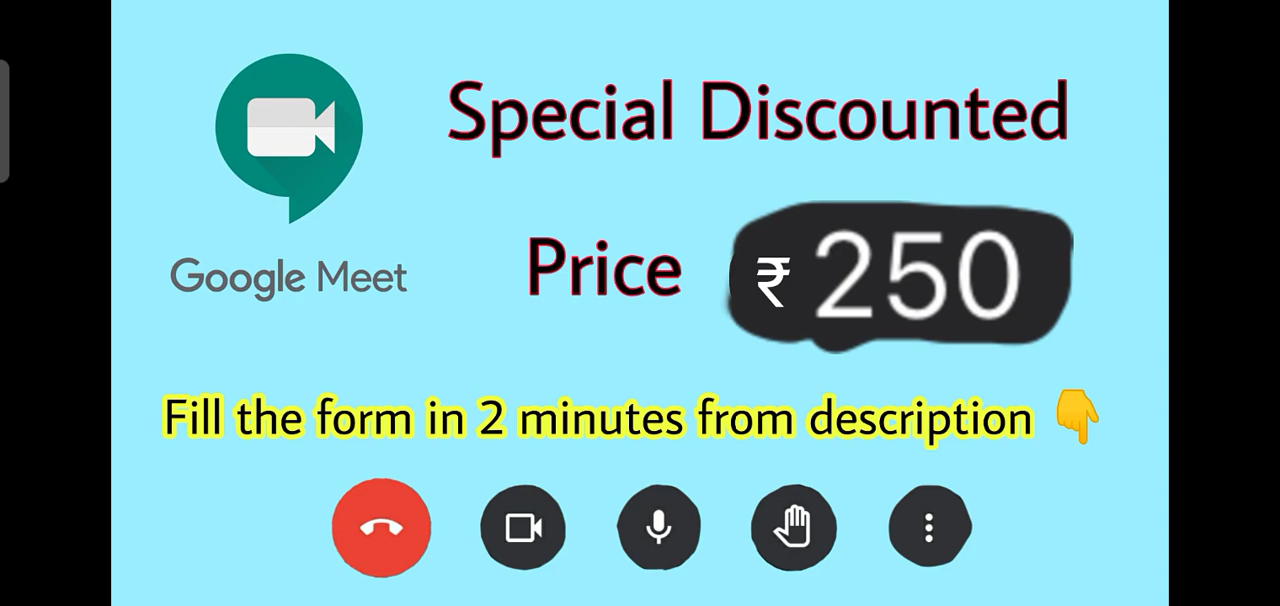 Special Discounted
Google Meet
Price ₹ 250
Fill the form in 2 minutes from description 👇